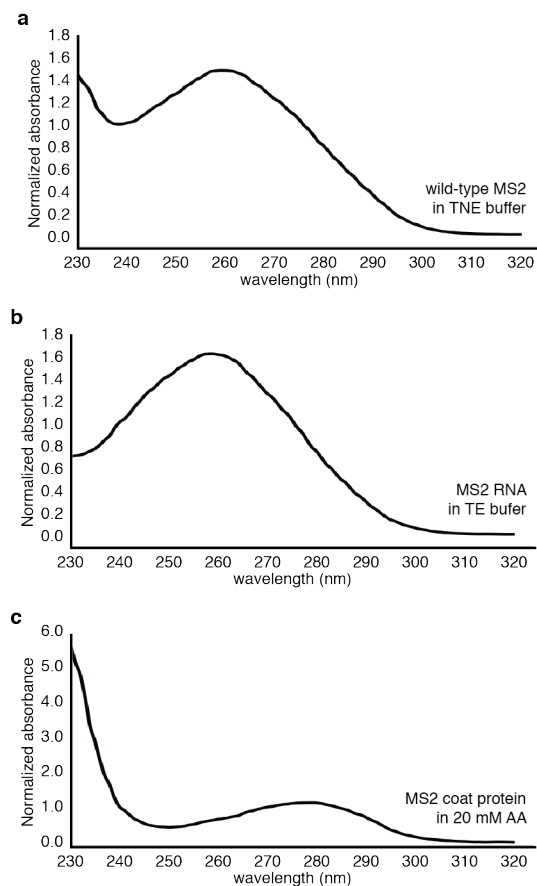 a
1.8
1.6
1.4
1.2
1.0
0.8
0.6
0.4
0.2
0.0
Normalized absorbance
wild-type MS2
in TNE buffer
230 240 250 260 270 280 290 300 310 320
wavelength (nm)
b
1.8
1.6
1.4
1.2
1.0
0.8
0.6
0.4
0.2
0.0
Normalized absorbance
MS2 RNA
in TE bufer
230 240 250 260 270 280 290 300 310 320
wavelength (nm)
c
6.0
5.0
4.0
3.0
2.0
1.0
0.0
Normalized absorbance
MS2 coat protein
in 20 mM AA
230 240 250 260 270 280 290 300 310 320
wavelength (nm)